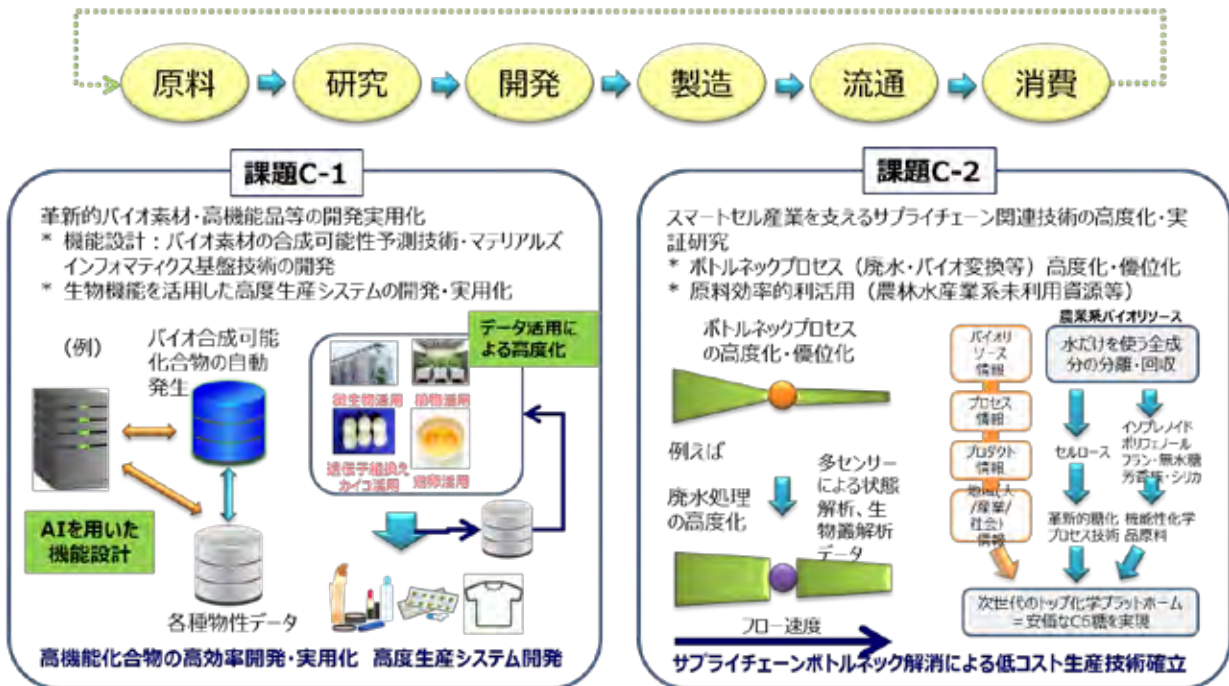 原料
研究
開発
製造
流通
消費
課題C-1
革新的バイオ素材・高機能品等の開発実用化
* 機能設計：バイオ素材の合成可能性予測技術・マテリアルズ
インフォマティクス基盤技術の開発
* 生物機能を活用した高度生産システムの開発・実用化
（例）
バイオ合成可能
化合物の自動
発生
AIを用いた
機能設計
各種物性データ
データ活用に
よる高度化
微生物活用
植物活用
遺伝子組換え
カイコ活用
鶏卵活用
高機能化合物の高効率開発・実用化 高度生産システム開発
課題C-2
スマートセル産業を支えるサプライチェーン関連技術の高度化・実
証研究
* ボトルネックプロセス（廃水・バイオ変換等）高度化・優位化
* 原料効率的利活用（農林水産業系未利用資源等）
ボトルネックプロセス
の高度化・優位化
例えば
廃水処理
の高度化
多センサー
による状態
解析、生
物叢解析
データ
フロー速度
バイオリ
ソース
情報
プロセス
情報
プロダクト
情報
地域(人
/産業/
社会)
情報
農業系バイオリソース
水だけを使う全成
分の分離・回収
セルロース
イソプレノイド
ポリフェノール
フラン・無水糖
芳香族・シリカ
革新的糖化
プロセス技術
機能性化学
品原料
次世代のトップ化学プラットホーム
＝安価なC6糖を実現
サプライチェーンボトルネック解消による低コスト生産技術確立